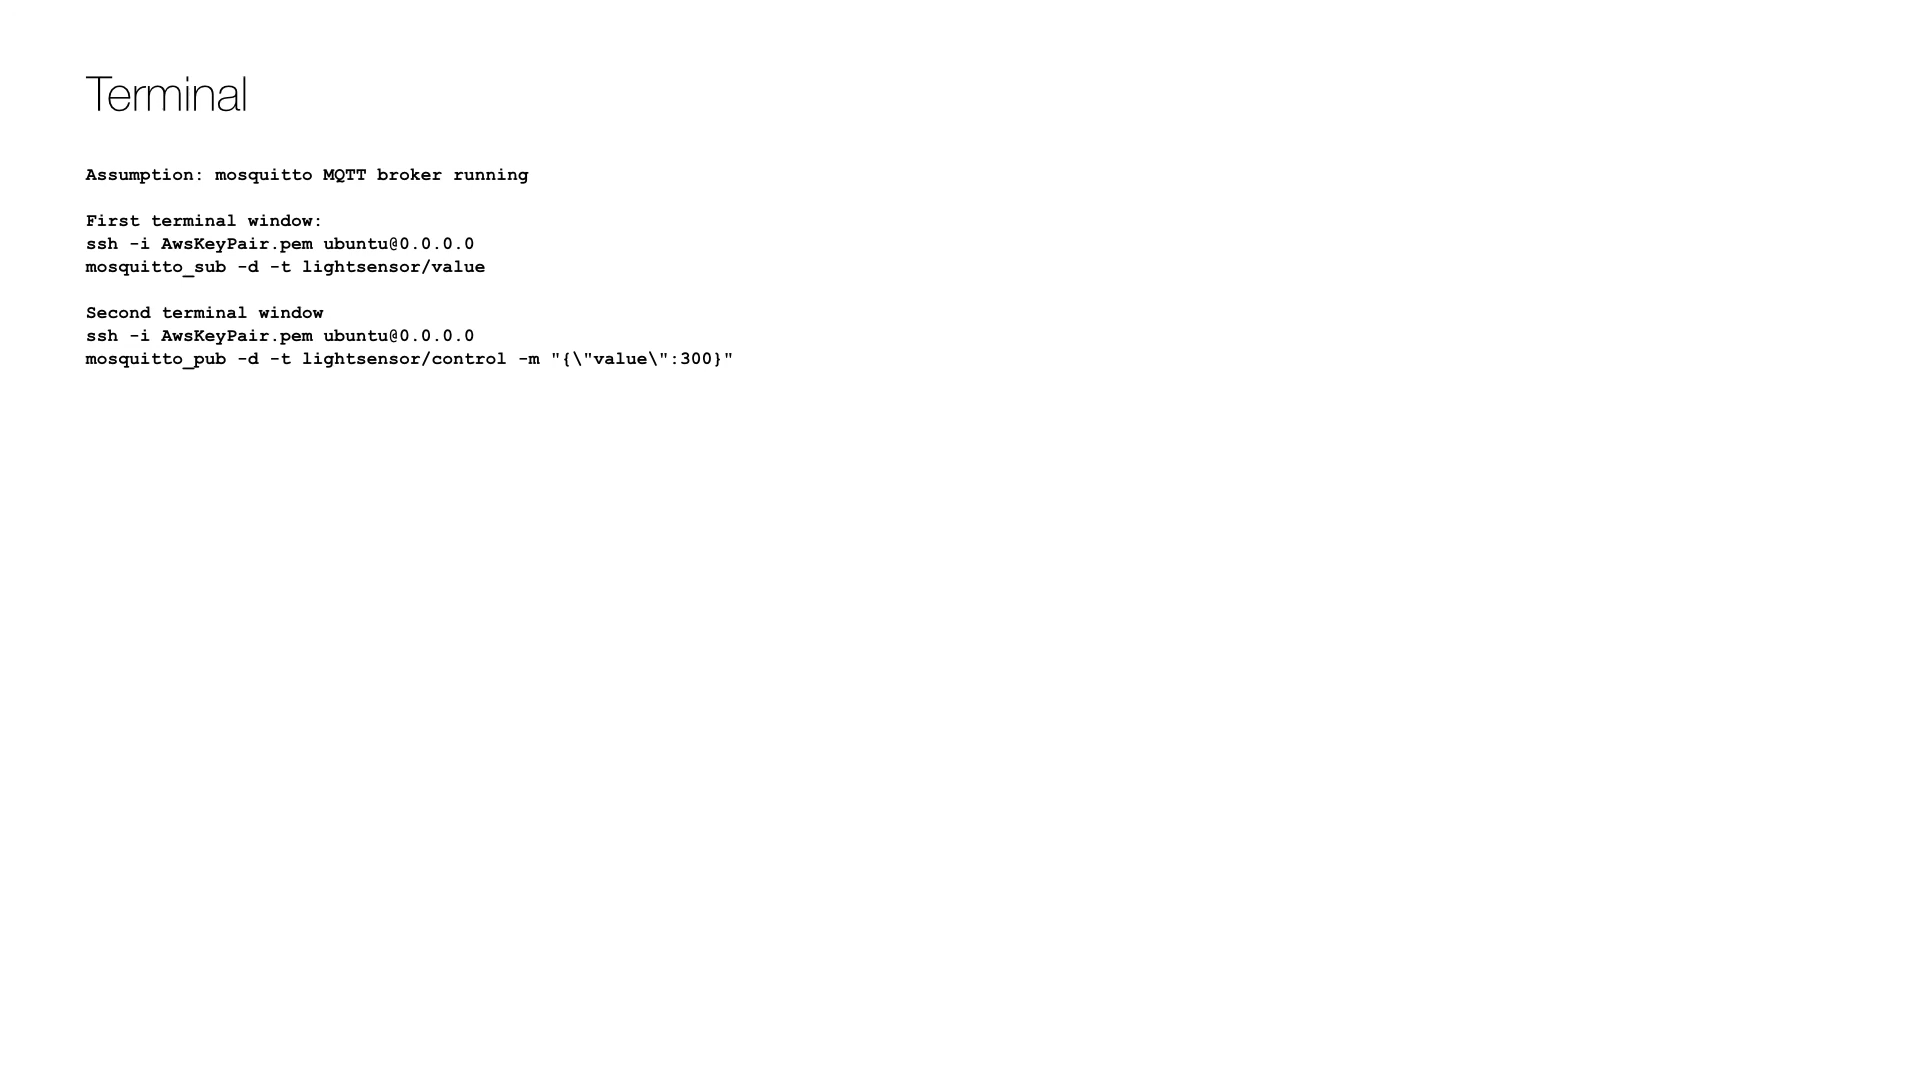 Terminal
Assumption: mosquitto MQTT broker running
First terminal window:
ssh -i AwsKeyPair.pem ubuntu@0.0.0.0
mosquitto_sub -d -t lightsensor/value
Second terminal window
ssh -i AwsKeyPair.pem ubuntu@0.0.0.0
mosquitto_pub -d -t lightsensor/control -m "{\"value\":300}"